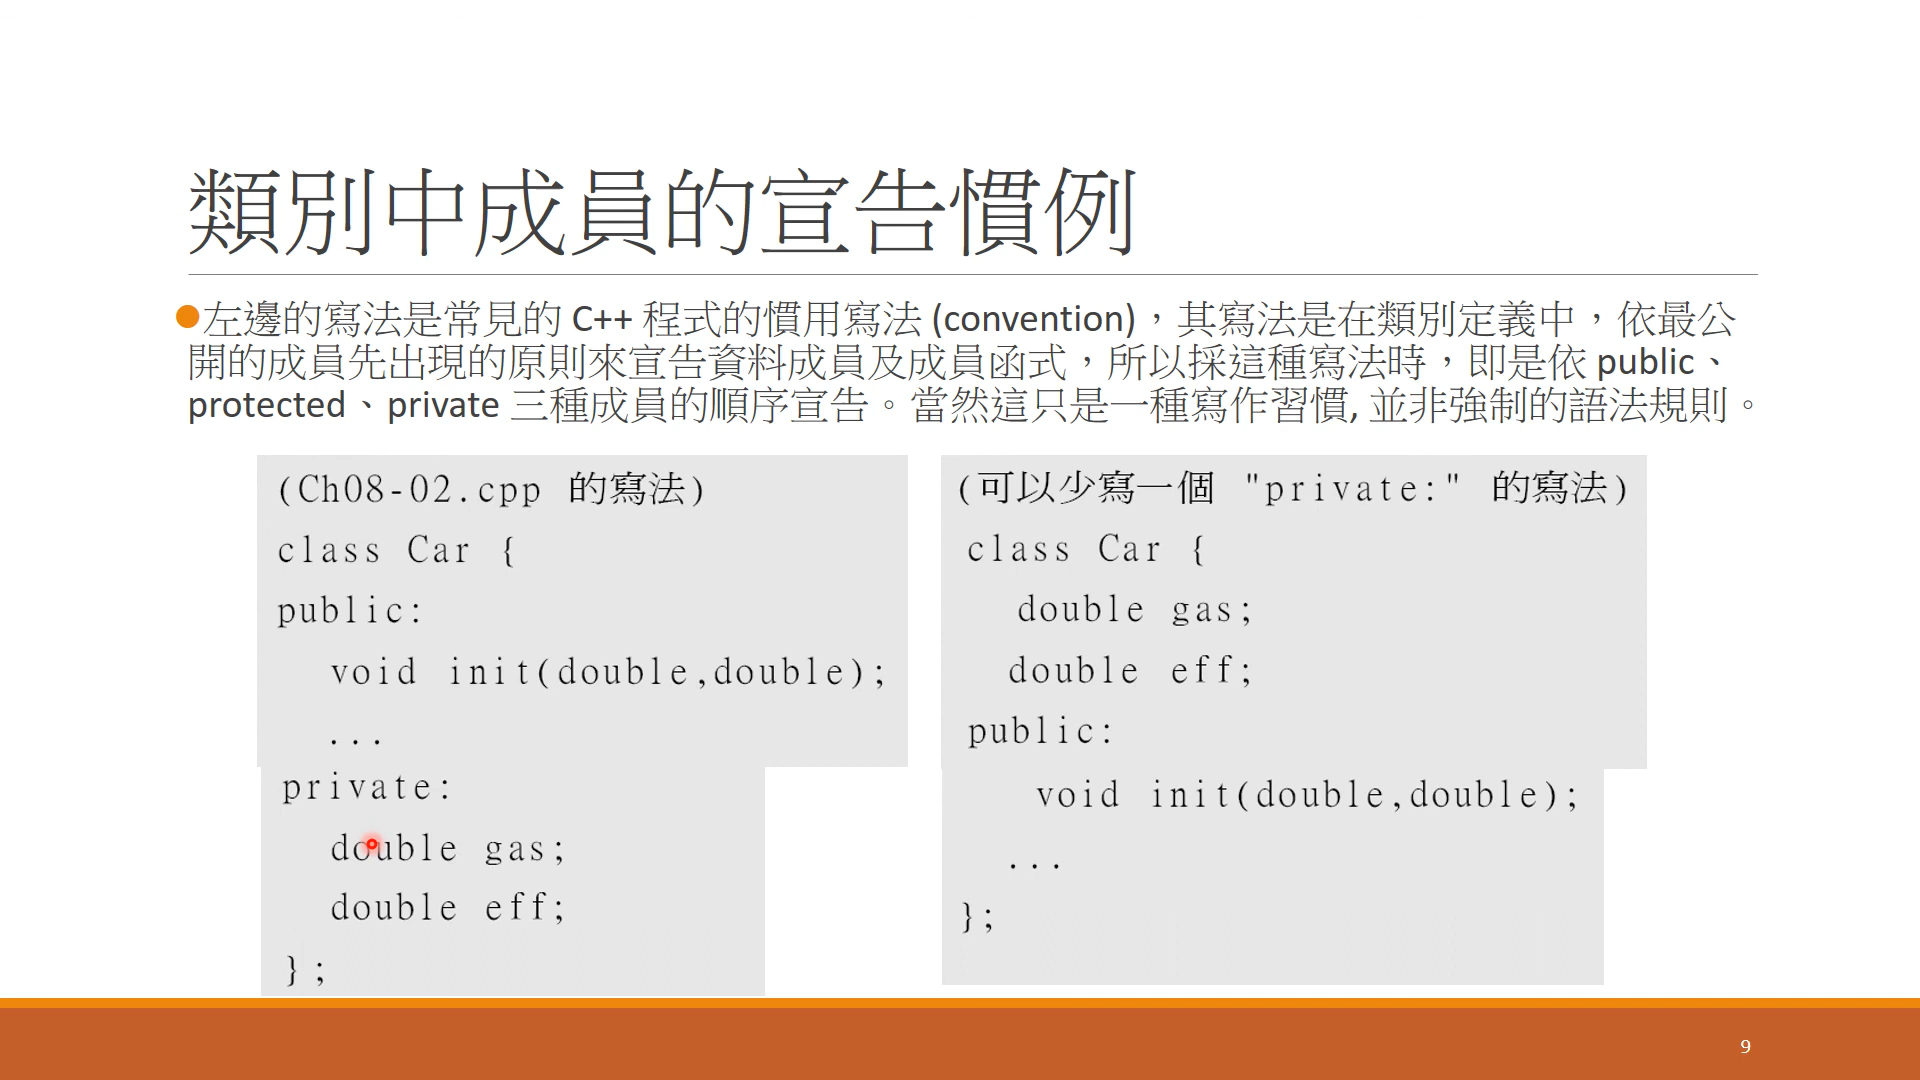 類別中成員的宣告慣例
左邊的寫法是常見的 C++ 程式的慣用寫法 (convention)，其寫法是在類別定義中，依最公
開的成員先出現的原則來宣告資料成員及成員函式，所以採這種寫法時，即是依 public、
protected、private 三種成員的順序宣告。當然這只是一種寫作習慣, 並非強制的語法規則。
(Ch08-02.cpp 的寫法)
class Car {
public:
void init(double,double);
...
private:
double gas;
double eff;
};
(可以少寫一個 "private:" 的寫法)
class Car {
double gas;
double eff;
public:
void init(double,double);
...
};
9